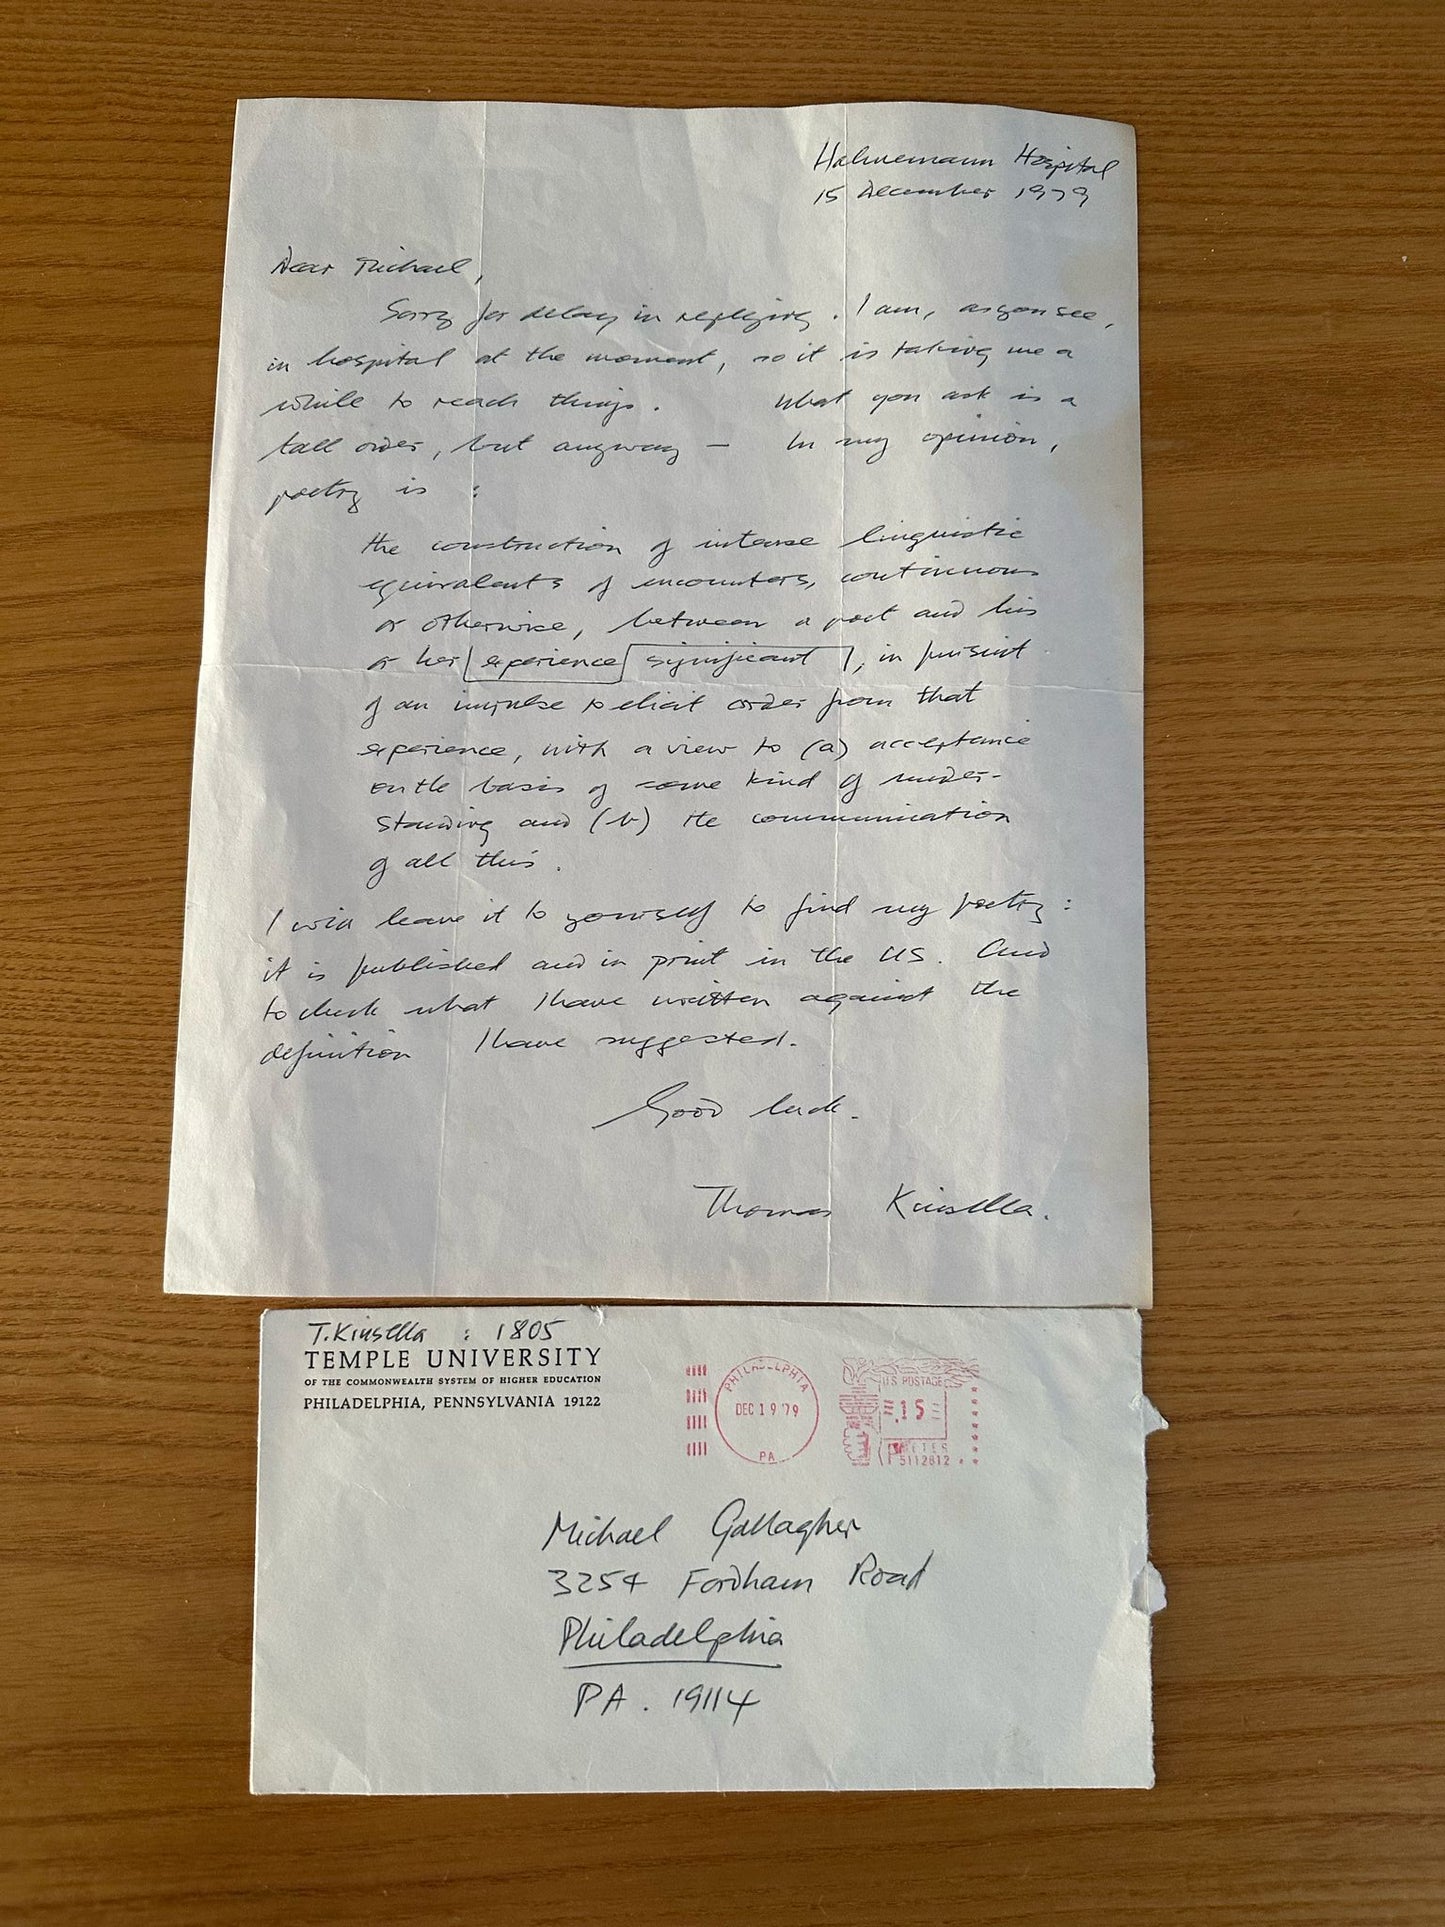 Hahnemann Hospital
15 December 1979
Dear Michael,
Sorry for delay in replying. I am, as you see,
in hospital at the moment, so it is taking me a
while to reach things. What you ask is a
tall order, but anyway — In my opinion,
poetry is :
the construction of intense linguistic
equivalents of encounters, continuous
or otherwise, between a poet and his
or her experience significant, in pursuit
of an impulse to elicit order from that
experience, with a view to (a) acceptance
on the basis of some kind of under-
standing and (b) the communication
of all this.
I will leave it to yourself to find my poetry:
it is published and in print in the US. And
to check what I have written against the
definition I have suggested.
Good luck.
Thomas Kinsella.
T. Kinsella : 1805
TEMPLE UNIVERSITY
OF THE COMMONWEALTH SYSTEM OF HIGHER EDUCATION
PHILADELPHIA, PENNSYLVANIA 19122
PHILADELPHIA
DEC 19 '79
PA
U.S. POSTAGE
.15
5112812
Michael Gallagher
3254 Fordham Road
Philadelphia
PA. 19114